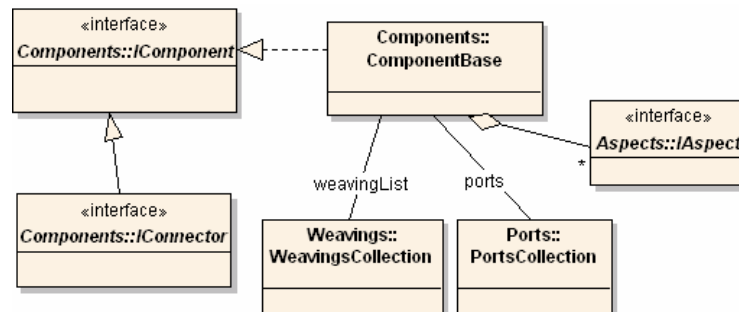 «interface»
Components::IComponent
Components::
ComponentBase
«interface»
Aspects::IAspect
*
weavingList
ports
«interface»
Components::IConnector
Weavings::
WeavingsCollection
Ports::
PortsCollection